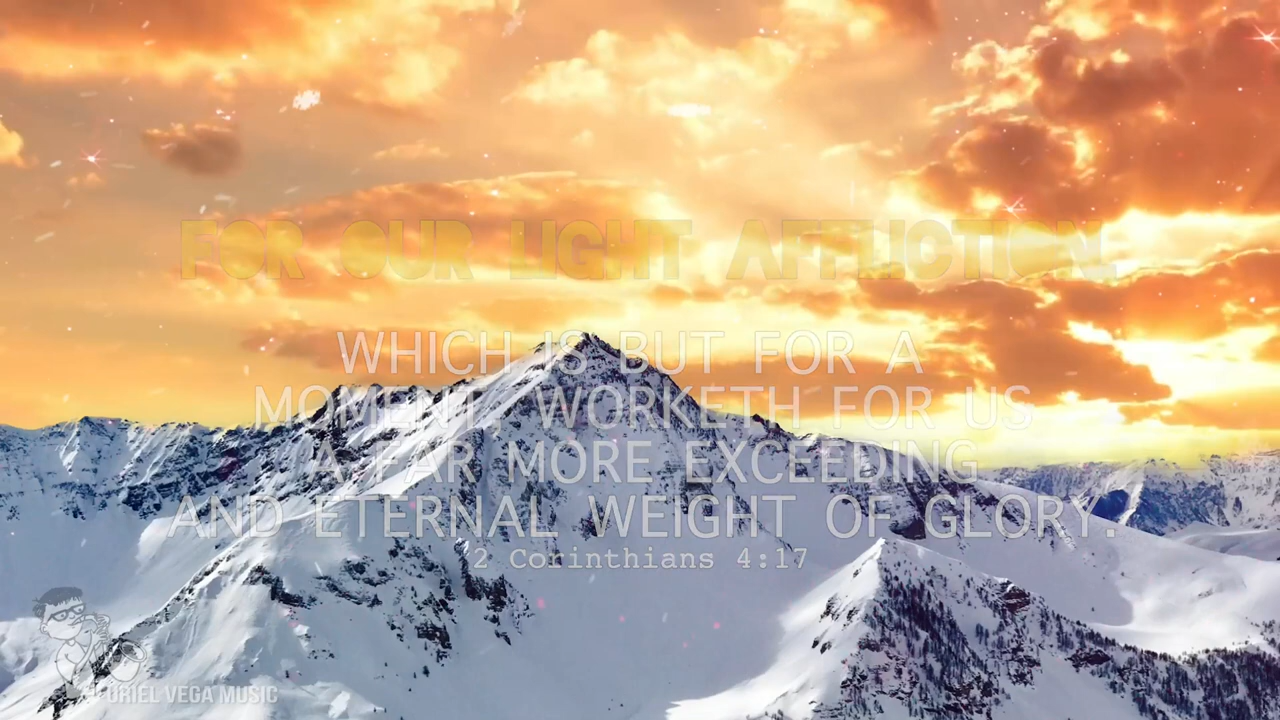 FOR OUR LIGHT AFFLICTION,
WHICH IS BUT FOR A
MOMENT, WORKETH FOR US
A FAR MORE EXCEEDING
AND ETERNAL WEIGHT OF GLORY.
2 Corinthians 4:17
URIEL VEGA MUSIC